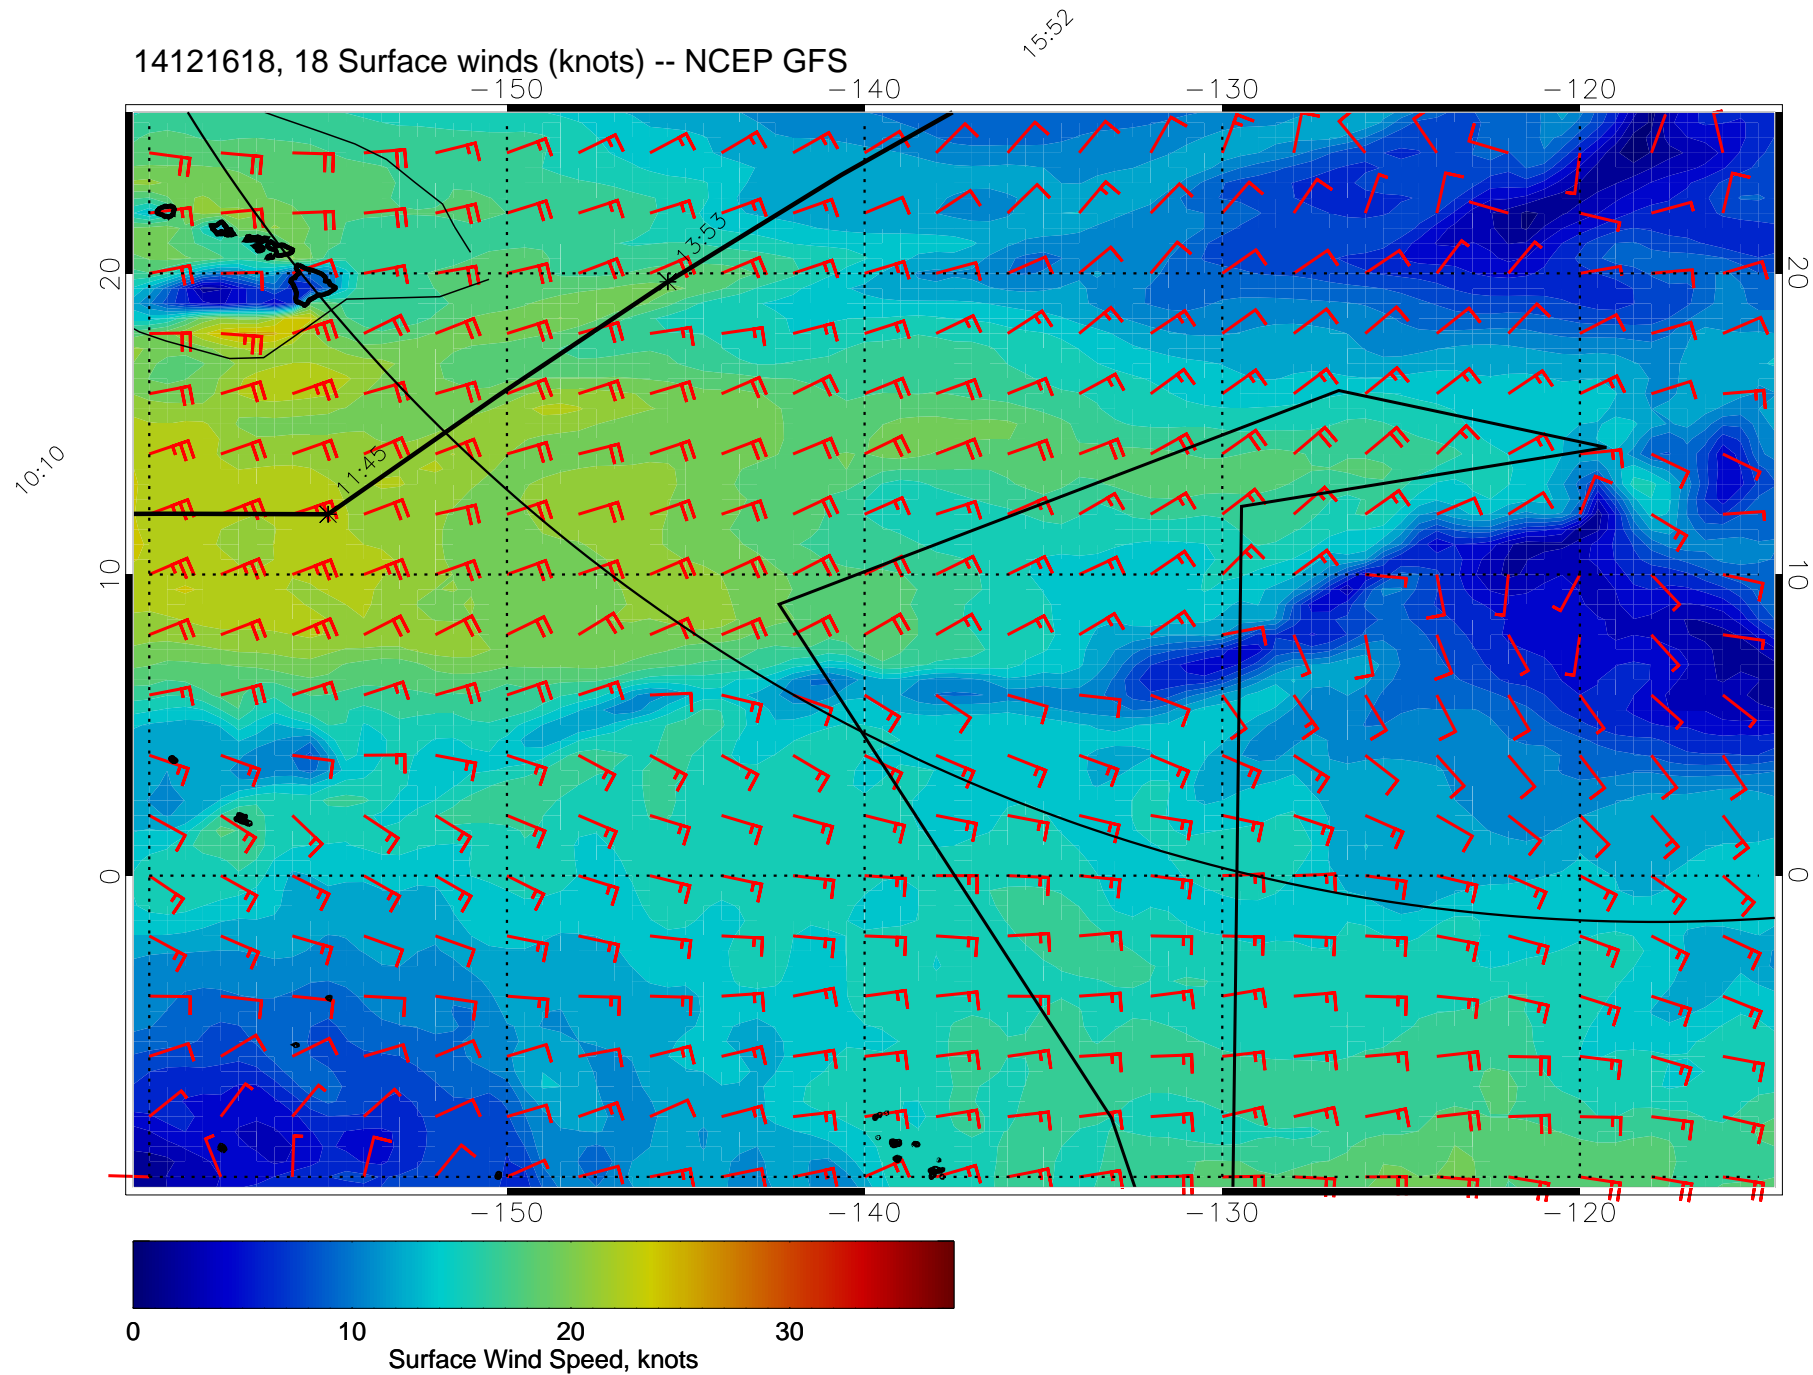 15:52
14121618, 18 Surface winds (knots) -- NCEP GFS
-150 -140 -130 -120
13:53
20 20
11:45
10:10
10 10
0 0
-150 -140 -130 -120
0 10 20 30
Surface Wind Speed, knots